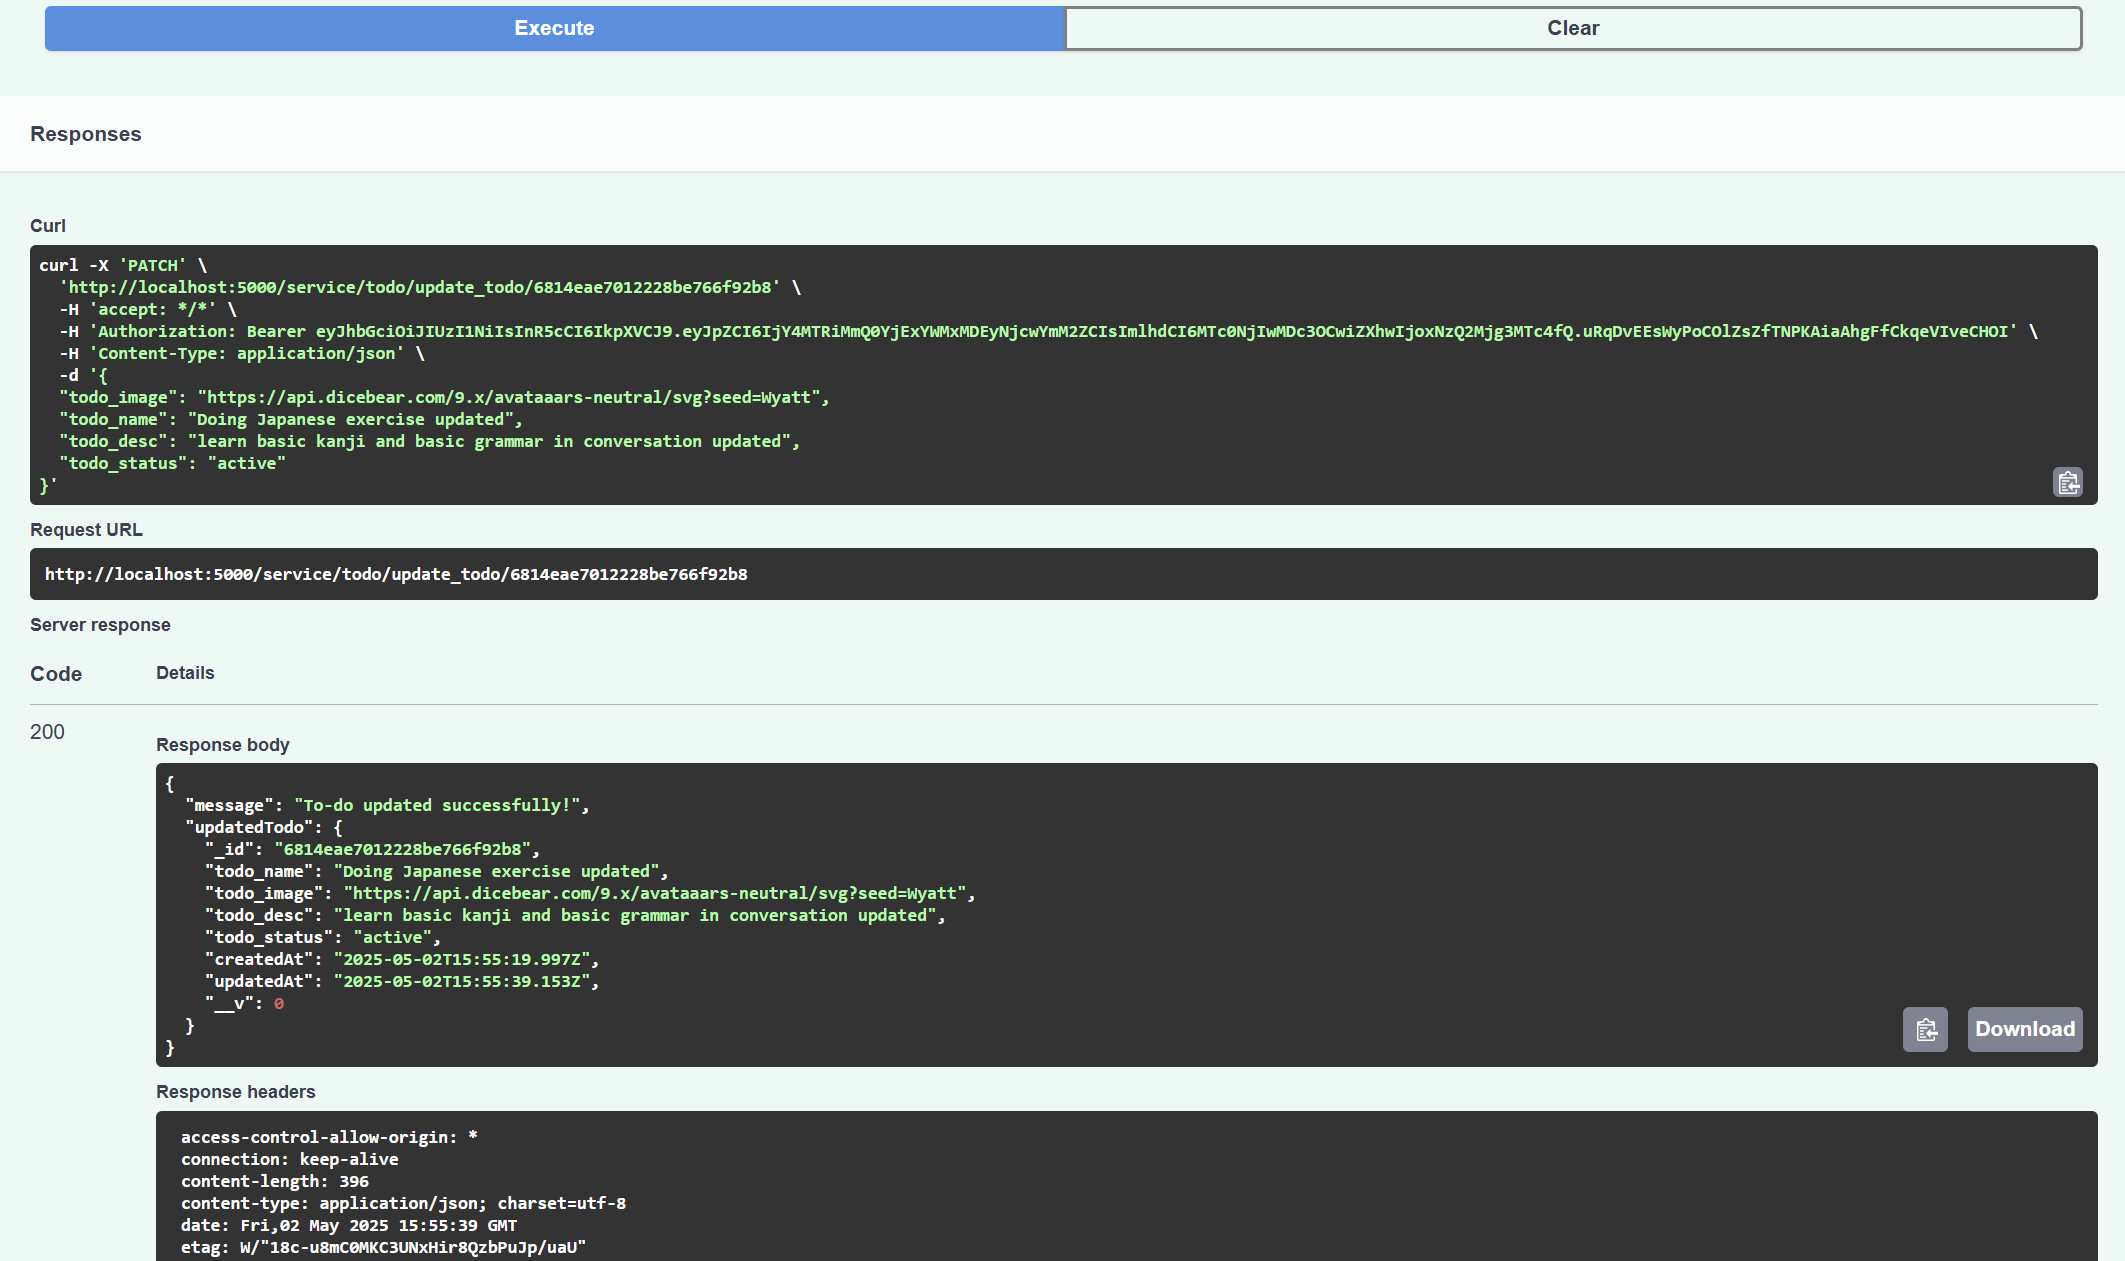 Execute
Clear
Responses
Curl
curl -X 'PATCH' \
  'http://localhost:5000/service/todo/update_todo/6814eae7012228be766f92b8' \
  -H 'accept: */*' \
  -H 'Authorization: Bearer eyJhbGciOiJIUzI1NiIsInR5cCI6IkpXVCJ9.eyJpZCI6IjY4MTRiMmQ0YjExYWMxMDEyNjcwYmM2ZCIsImlhdCI6MTc0NjIwMDc3OCwiZXhwIjoxNzQ2Mjg3MTc4fQ.uRqDvEEsWyPoCOlZsZfTNPKAiaAhgFfCkqeVIveCHOI' \
  -H 'Content-Type: application/json' \
  -d '{
  "todo_image": "https://api.dicebear.com/9.x/avataaars-neutral/svg?seed=Wyatt",
  "todo_name": "Doing Japanese exercise updated",
  "todo_desc": "learn basic kanji and basic grammar in conversation updated",
  "todo_status": "active"
}'
Request URL
http://localhost:5000/service/todo/update_todo/6814eae7012228be766f92b8
Server response
Code Details
200
Response body
{
  "message": "To-do updated successfully!",
  "updatedTodo": {
    "_id": "6814eae7012228be766f92b8",
    "todo_name": "Doing Japanese exercise updated",
    "todo_image": "https://api.dicebear.com/9.x/avataaars-neutral/svg?seed=Wyatt",
    "todo_desc": "learn basic kanji and basic grammar in conversation updated",
    "todo_status": "active",
    "createdAt": "2025-05-02T15:55:19.997Z",
    "updatedAt": "2025-05-02T15:55:39.153Z",
    "__v": 0
  }
}
Download
Response headers
access-control-allow-origin: *
connection: keep-alive
content-length: 396
content-type: application/json; charset=utf-8
date: Fri,02 May 2025 15:55:39 GMT
etag: W/"18c-u8mC0MKC3UNxHir8QzbPuJp/uaU"